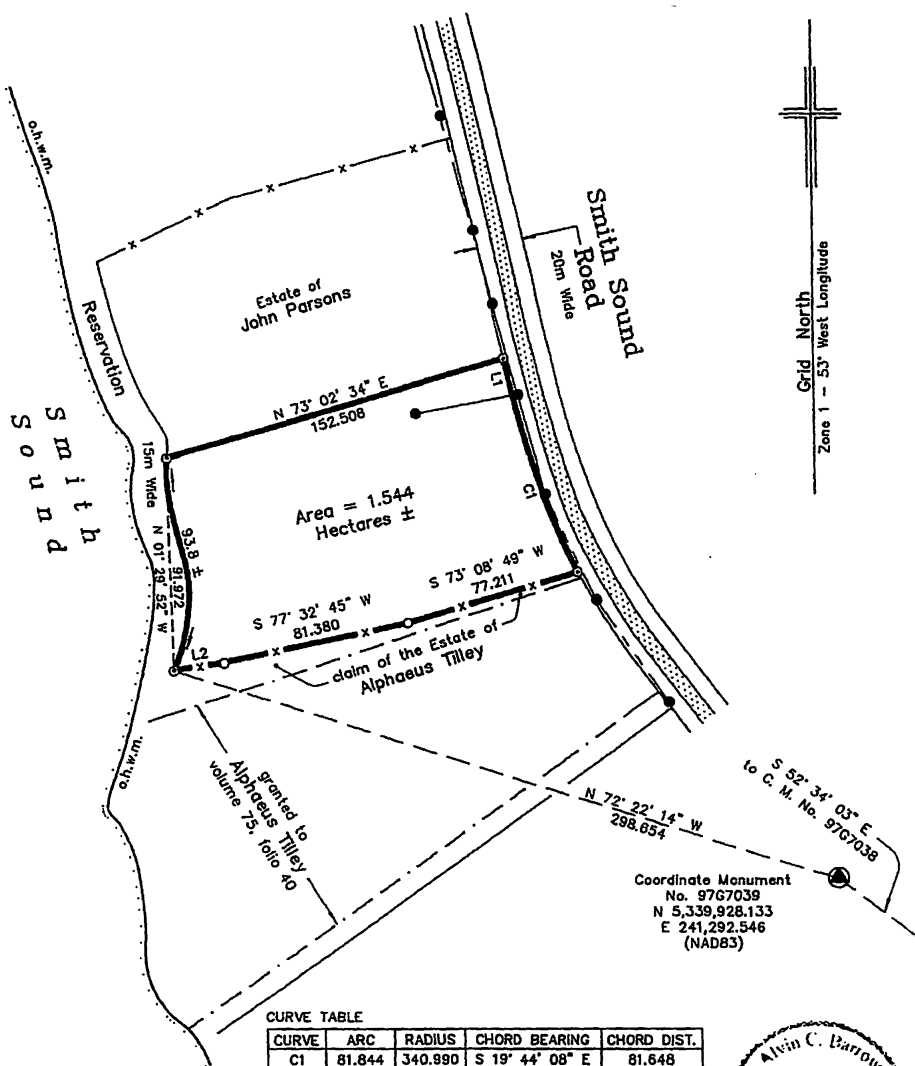 o.h.w.m.
Smith Sound
Road
20m Wide
Grid North
Zone 1 - 53° West Longitude
Estate of
John Parsons
Reservation
Smith
Sound
N 73° 02' 34" E
152.508
L1
15m Wide
Area = 1.544
Hectares ±
C1
93.8 ±
91.972
N 01° 29' 52" W
S 73° 08' 49" W
77.211
S 77° 32' 45" W
81.380
L2
claim of the Estate of
Alphaeus Tilley
o.h.w.m.
granted to
Alphaeus Tilley
volume 75, folio 40
N 72° 22' 14" W
298.654
S 52° 34' 03" E
to C. M. No. 97G7038
Coordinate Monument
No. 97G7039
N 5,339,928.133
E 241,292.546
(NAD83)
CURVE TABLE
CURVE ARC RADIUS CHORD BEARING CHORD DIST.
C1 81.844 340.990 S 19° 44' 08" E 81.648
Alvin C. Barrow